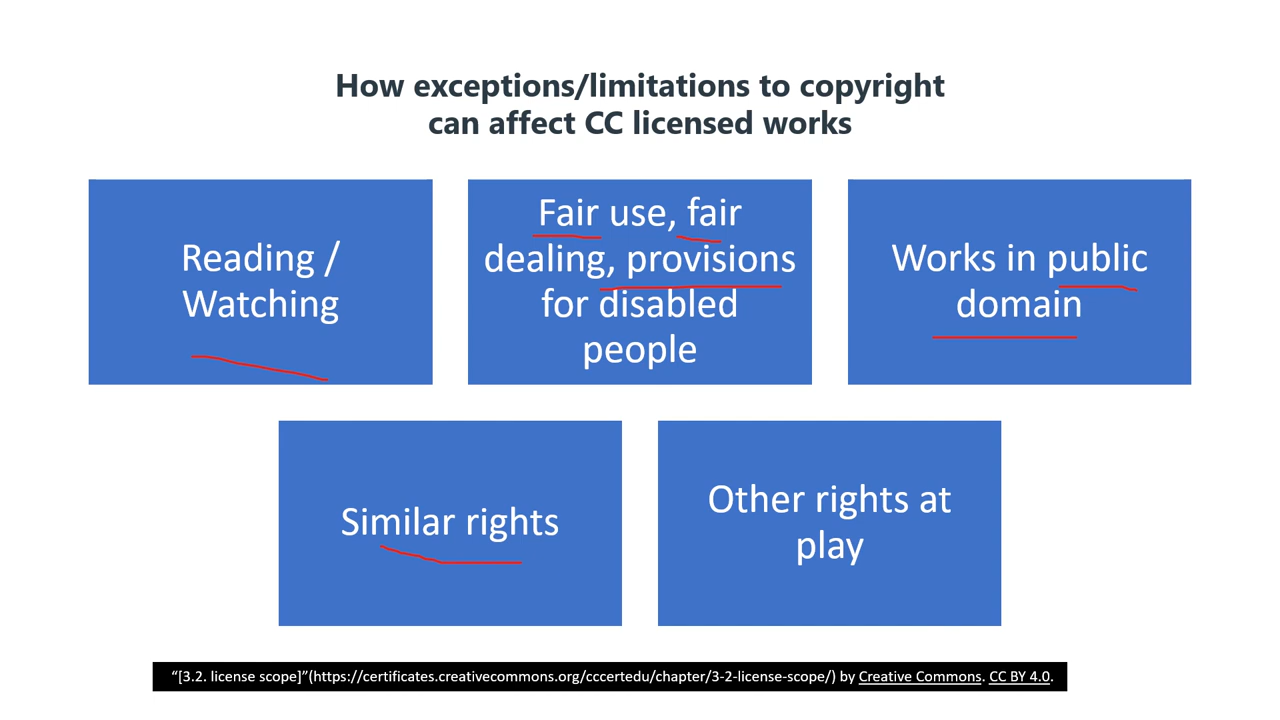 How exceptions/limitations to copyright
can affect CC licensed works
Reading /
Watching
Fair use, fair
dealing, provisions
for disabled
people
Works in public
domain
Similar rights
Other rights at
play
“[3.2. license scope]”(https://certificates.creativecommons.org/cccertedu/chapter/3-2-license-scope/) by Creative Commons. CC BY 4.0.